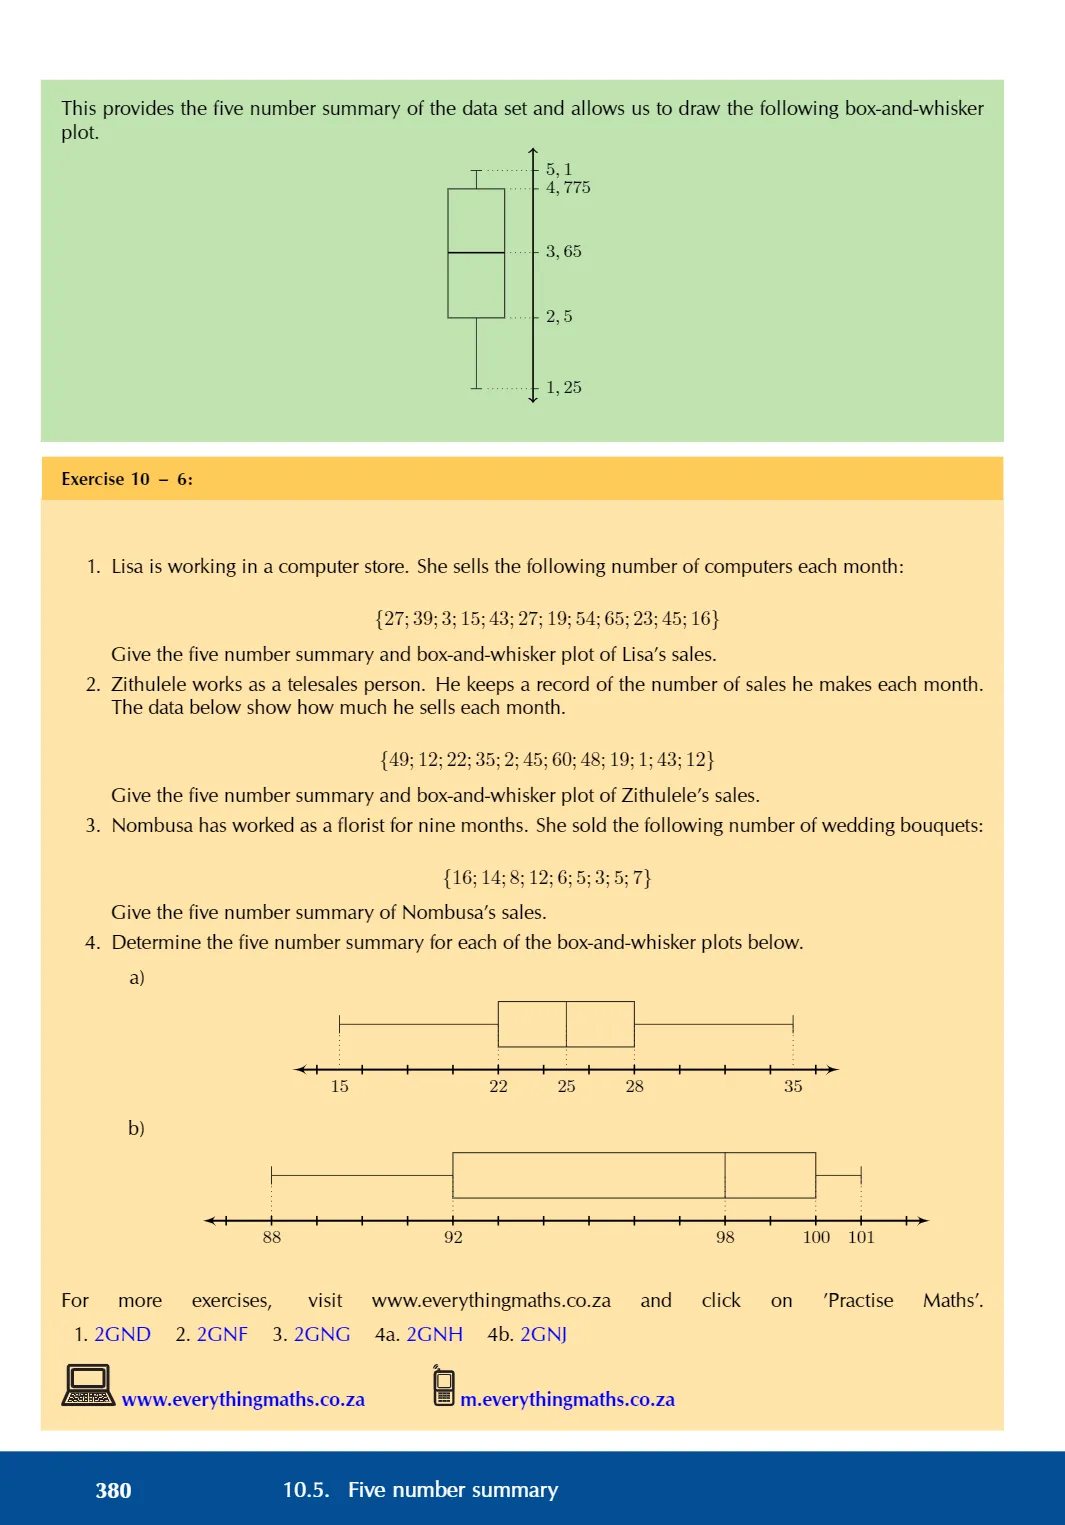 This provides the five number summary of the data set and allows us to draw the following box-and-whisker
plot.
5, 1
4, 775
3, 65
2, 5
1, 25
Exercise 10 – 6:
1. Lisa is working in a computer store. She sells the following number of computers each month:
{27; 39; 3; 15; 43; 27; 19; 54; 65; 23; 45; 16}
Give the five number summary and box-and-whisker plot of Lisa's sales.
2. Zithulele works as a telesales person. He keeps a record of the number of sales he makes each month.
The data below show how much he sells each month.
{49; 12; 22; 35; 2; 45; 60; 48; 19; 1; 43; 12}
Give the five number summary and box-and-whisker plot of Zithulele's sales.
3. Nombusa has worked as a florist for nine months. She sold the following number of wedding bouquets:
{16; 14; 8; 12; 6; 5; 3; 5; 7}
Give the five number summary of Nombusa's sales.
4. Determine the five number summary for each of the box-and-whisker plots below.
a)
15 22 25 28 35
b)
88 92 98 100 101
For more exercises, visit www.everythingmaths.co.za and click on 'Practise Maths'.
1. 2GND 2. 2GNF 3. 2GNG 4a. 2GNH 4b. 2GNJ
www.everythingmaths.co.za m.everythingmaths.co.za
380 10.5. Five number summary